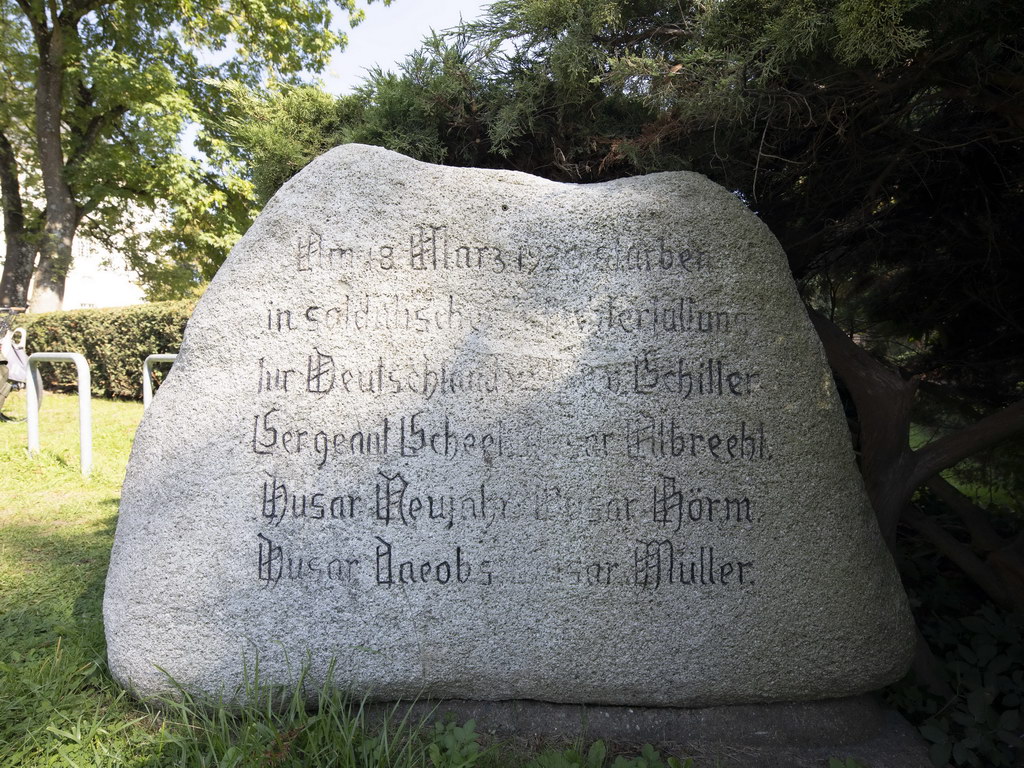 Am 18. März 1920 starben
in soldatischer Pflichterfüllung
für Deutschland v. Schiller.
Sergeant Scheel. Husar Albrecht.
Husar Neujahr. Husar Hörm.
Husar Jacobs. Husar Müller.